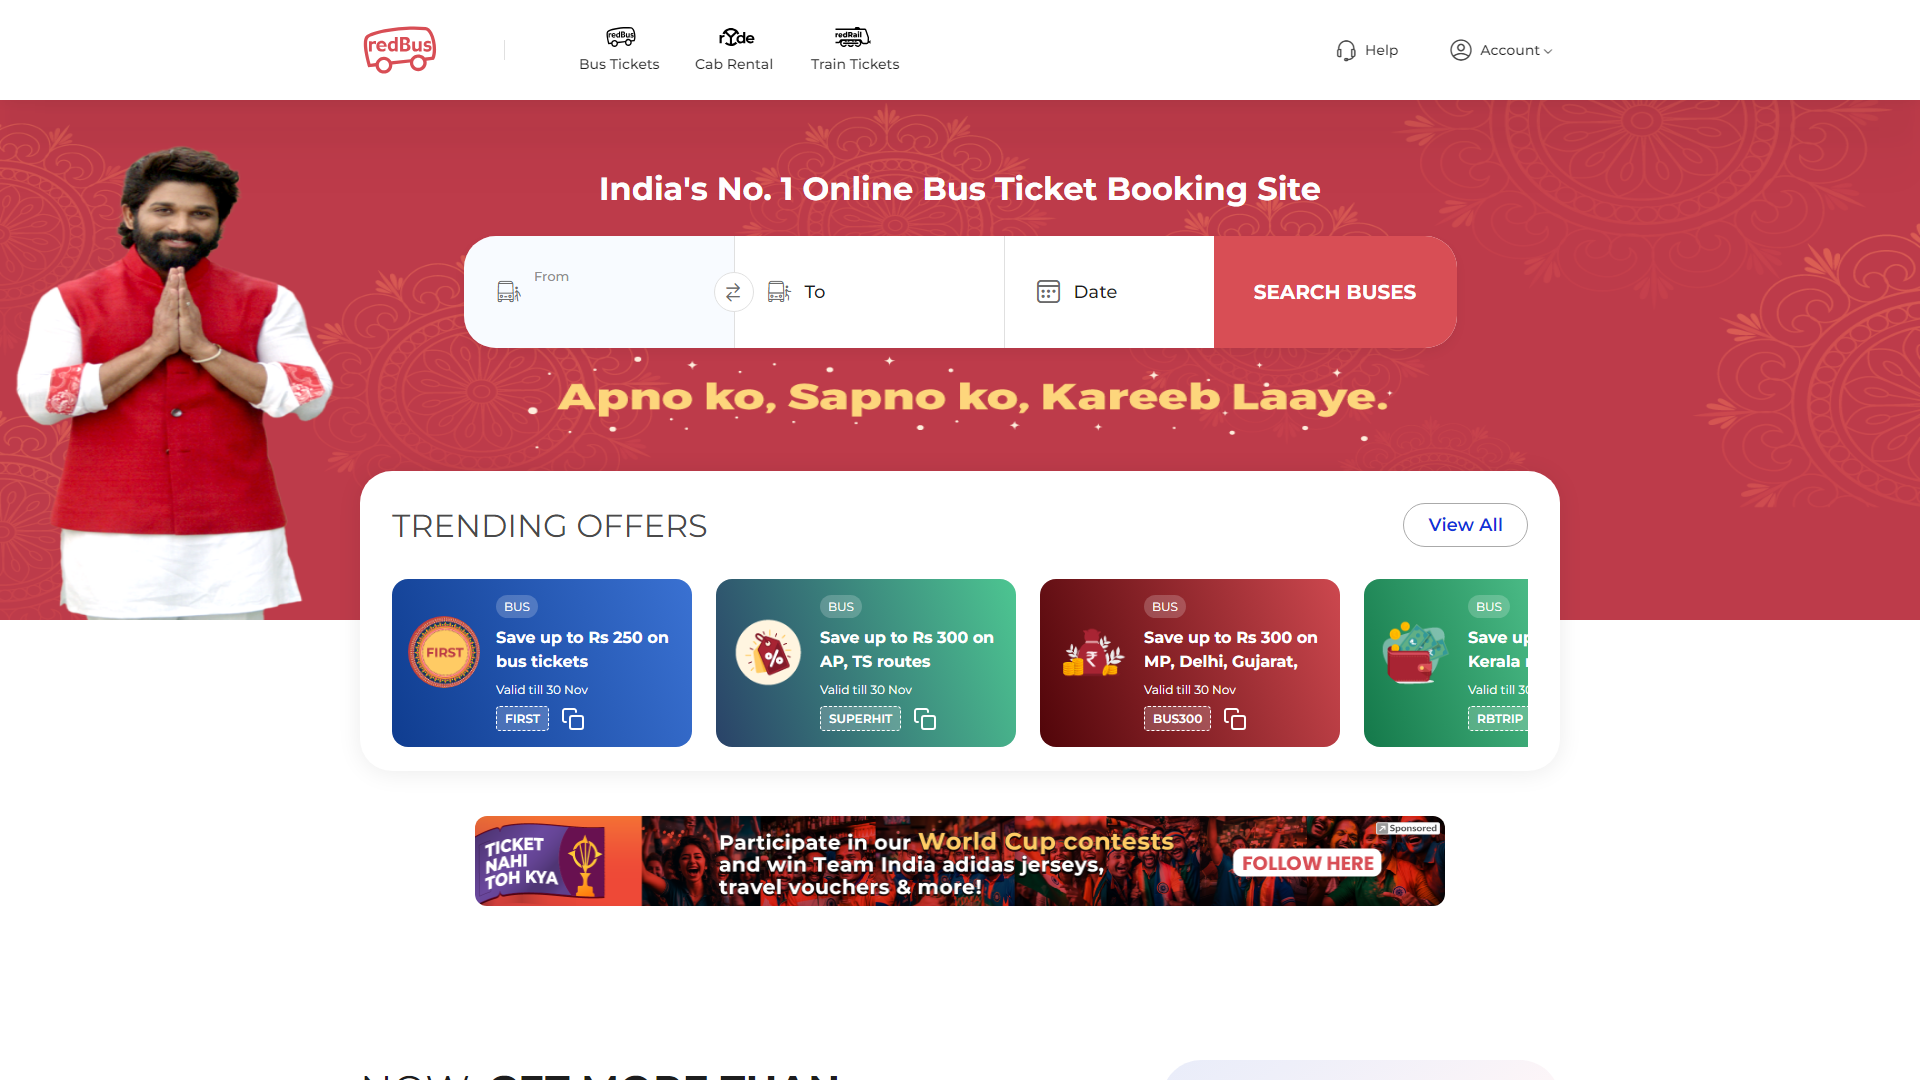 redBus
redBus
Bus Tickets
rYde
Cab Rental
redRail
Train Tickets
Help
Account
India's No. 1 Online Bus Ticket Booking Site
From
To
Date
SEARCH BUSES
Apno ko, Sapno ko, Kareeb Laaye.
TRENDING OFFERS
View All
BUS
FIRST
Save up to Rs 250 on
bus tickets
Valid till 30 Nov
FIRST
BUS
%
Save up to Rs 300 on
AP, TS routes
Valid till 30 Nov
SUPERHIT
BUS
₹
Save up to Rs 300 on
MP, Delhi, Gujarat,
Valid till 30 Nov
BUS300
BUS
Save up
Kerala
Valid till 30
RBTRIP
TICKET
NAHI
TOH KYA
Participate in our World Cup contests
and win Team India adidas jerseys,
travel vouchers & more!
Sponsored
FOLLOW HERE
NOW, GET MORE THAN